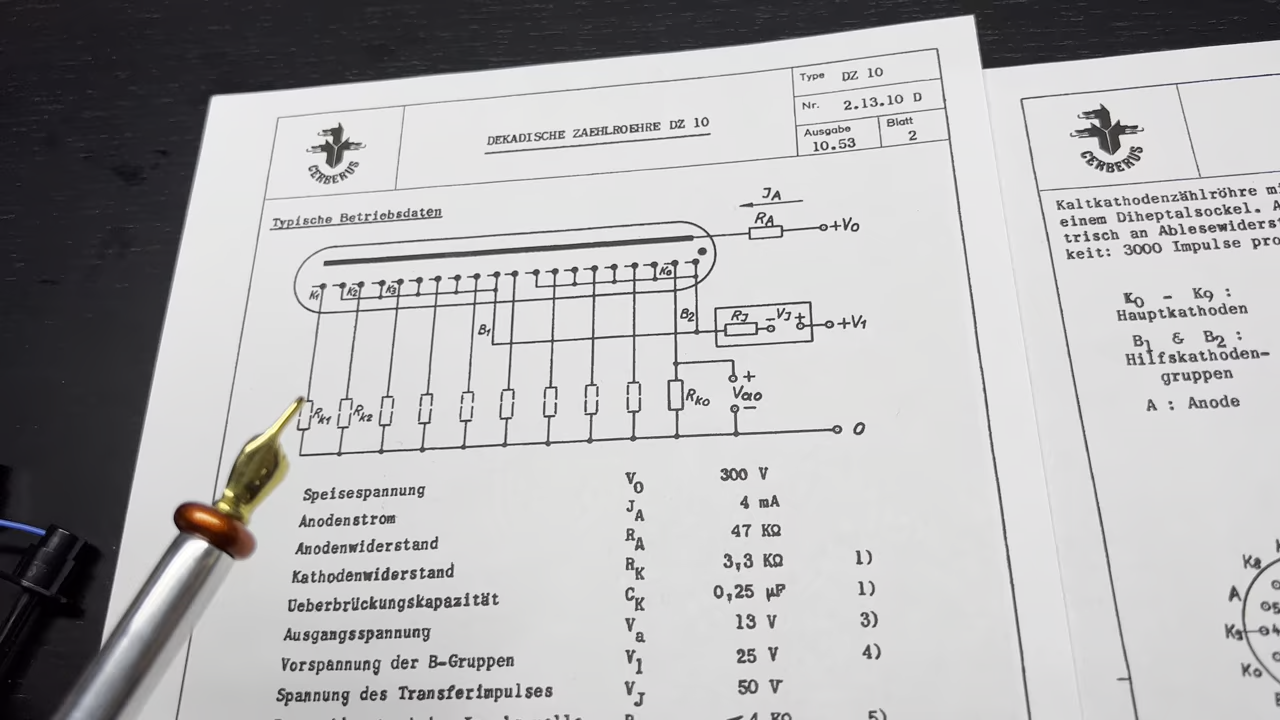 CERBERUS
DEKADISCHE ZAEHLROEHRE DZ 10
Type DZ 10
Nr. 2.13.10 D
Ausgabe 10.53
Blatt 2
Typische Betriebsdaten
JA
RA
+V0
K1 K2 K3 K0
B1
B2
RJ - VJ +
+V1
RK1 RK2
RK0
+
Vao
−
0
Speisespannung V0 300 V
Anodenstrom JA 4 mA
Anodenwiderstand RA 47 KΩ
Kathodenwiderstand RK 3,3 KΩ 1)
Ueberbrückungskapazität CK 0,25 µF 1)
Ausgangsspannung Va 13 V 3)
Vorspannung der B-Gruppen V1 25 V 4)
Spannung des Transferimpulses VJ 50 V
5)
CERBERUS
Kaltkathodenzählröhre
einem Diheptalsockel.
trisch an
keit: 3000 Impulse
K0 - K9 :
Hauptkathoden
B1 & B2 :
Hilfskathoden-
gruppen
A : Anode
K8
A
K9
K0